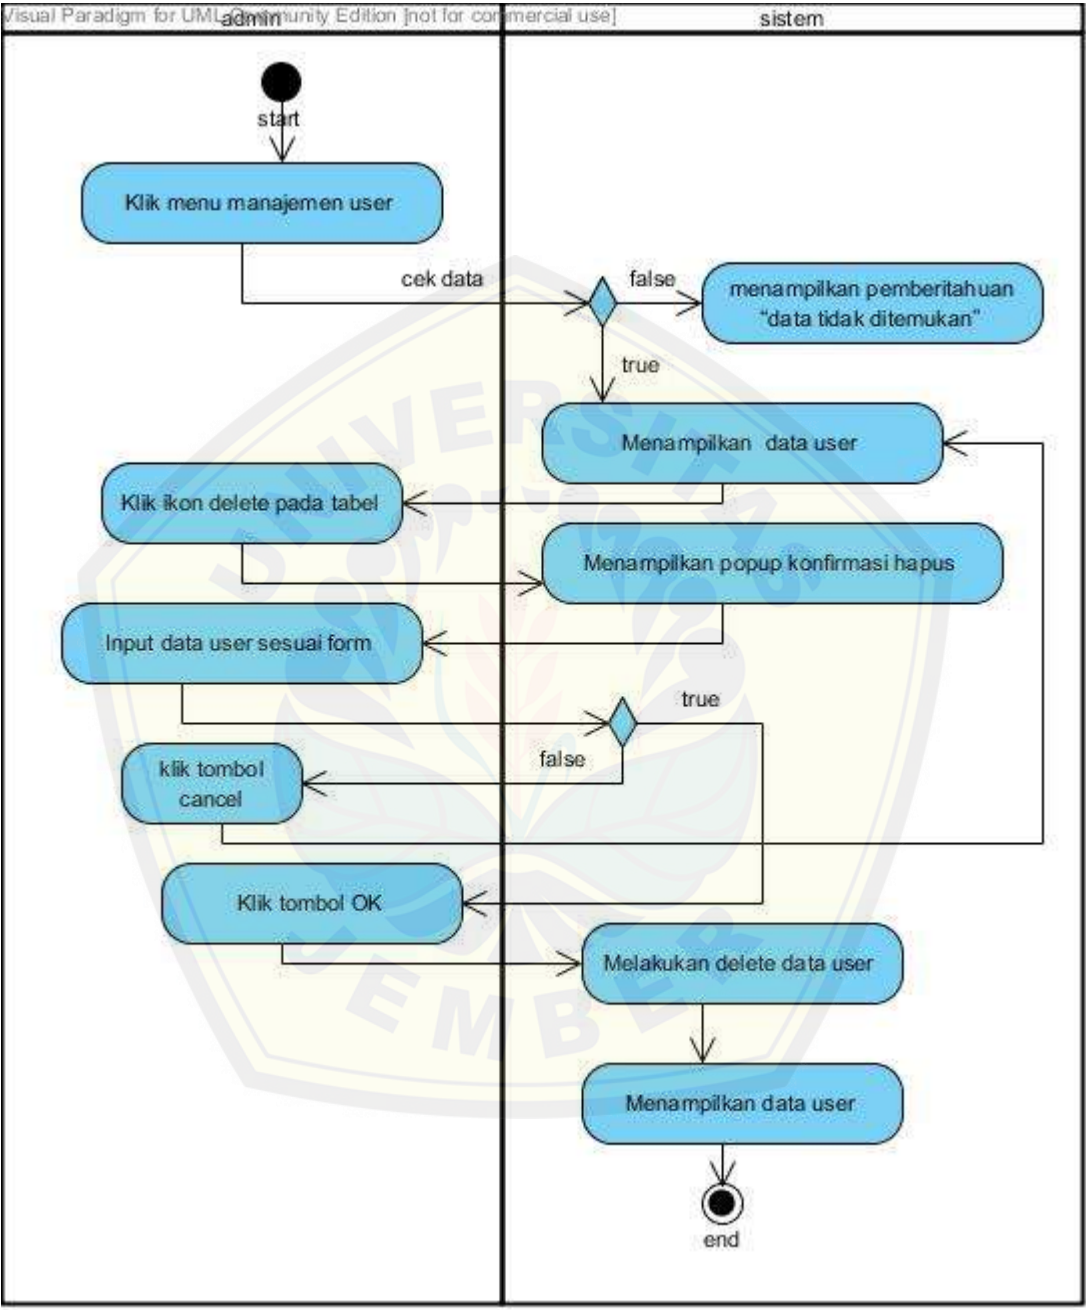 Visual Paradigm for UML Community Edition [not for commercial use]
admin
sistem
start
Klik menu manajemen user
cek data
false
menampilkan pemberitahuan
“data tidak ditemukan”
true
Menampilkan data user
Klik ikon delete pada tabel
Menampilkan popup konfirmasi hapus
Input data user sesuai form
true
false
klik tombol
cancel
Klik tombol OK
Melakukan delete data user
Menampilkan data user
end
UNIVERSITAS
JEMBER